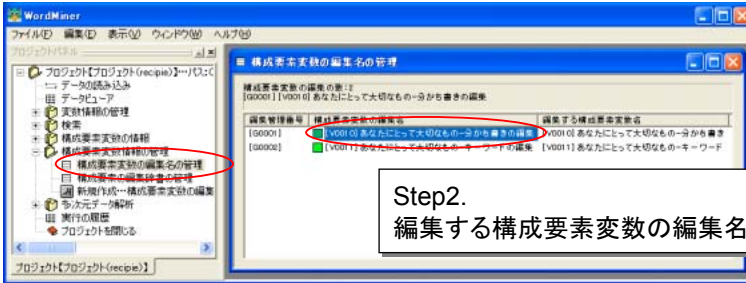 WordMiner
ファイル(F) 編集(E) 表示(V) ウィンドウ(W) ヘルプ(H)
プロジェクトパネル
プロジェクト【プロジェクト(recipie)】…パス:C
データの読み込み
データビューア
変数情報の管理
検索
構成要素変数の情報
構成要素変数情報の管理
構成要素変数の編集名の管理
構成要素の編集辞書の管理
新規作成…構成要素変数の編集
多次元データ解析
実行の履歴
プロジェクトを閉じる
プロジェクト【プロジェクト(recipie)】
構成要素変数の編集名の管理
構成要素変数の編集の数:2
[G0001] [V0010] あなたにとって大切なもの-分かち書きの編集
編集管理番号 構成要素変数の編集名 編集する構成要素変数名
[G0001] [V0010] あなたにとって大切なもの-分かち書きの編集 [V0010] あなたにとって大切なもの-分かち書き
[G0002] [V0011] あなたにとって大切なもの-キーワードの編集 [V0011] あなたにとって大切なもの-キーワード
Step2.
編集する構成要素変数の編集名